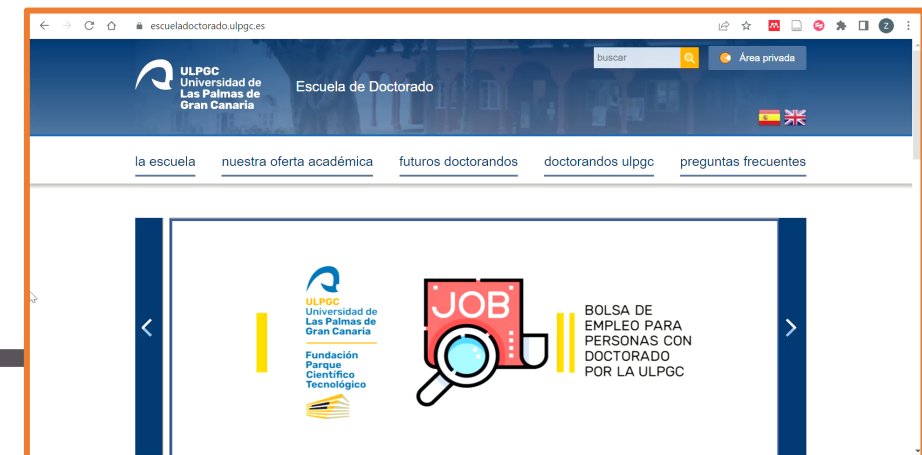 escueladoctorado.ulpgc.es
buscar
Área privada
ULPGC
Universidad de
Las Palmas de
Gran Canaria
Escuela de Doctorado
la escuela nuestra oferta académica futuros doctorandos doctorandos ulpgc preguntas frecuentes
ULPGC
Universidad de
Las Palmas de
Gran Canaria
Fundación
Parque
Científico
Tecnológico
JOB
BOLSA DE
EMPLEO PARA
PERSONAS CON
DOCTORADO
POR LA ULPGC
Z